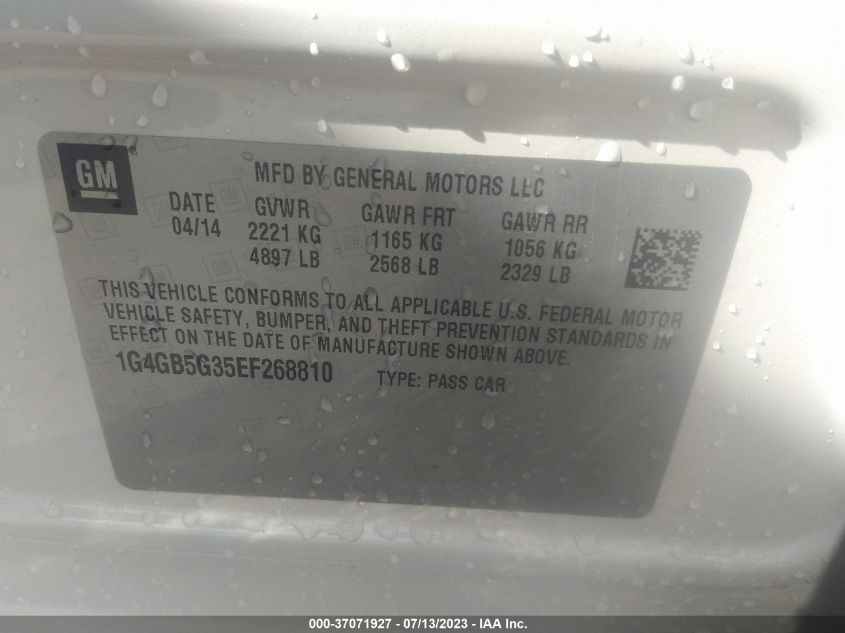 GM
MFD BY GENERAL MOTORS LLC
DATE GVWR GAWR FRT GAWR RR
04/14 2221 KG 1165 KG 1056 KG
4897 LB 2568 LB 2329 LB
THIS VEHICLE CONFORMS TO ALL APPLICABLE U.S. FEDERAL MOTOR
VEHICLE SAFETY, BUMPER, AND THEFT PREVENTION STANDARDS IN
EFFECT ON THE DATE OF MANUFACTURE SHOWN ABOVE.
1G4GB5G35EF268810 TYPE: PASS CAR
000-37071927 - 07/13/2023 - IAA Inc.